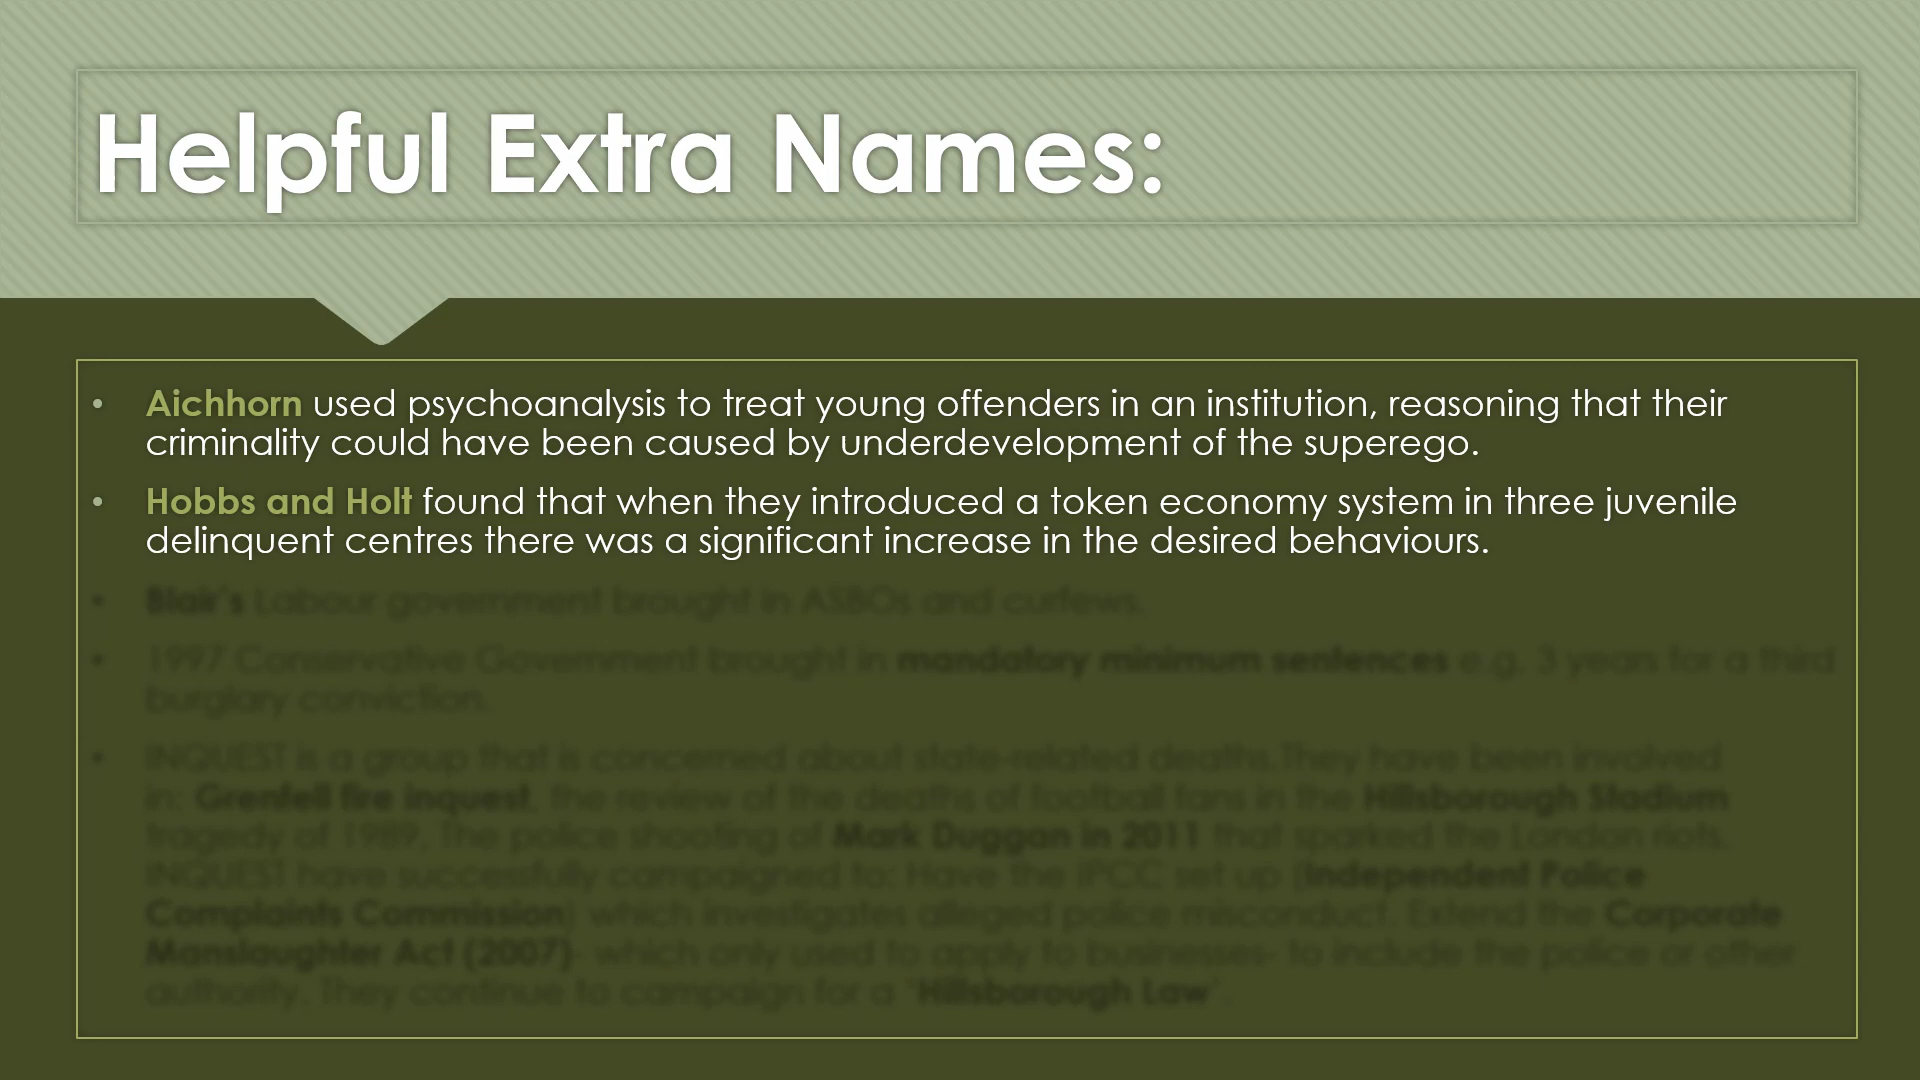 Helpful Extra Names:
• Aichhorn used psychoanalysis to treat young offenders in an institution, reasoning that their
criminality could have been caused by underdevelopment of the superego.
• Hobbs and Holt found that when they introduced a token economy system in three juvenile
delinquent centres there was a significant increase in the desired behaviours.
• Blair's Labour government brought in ASBOs and curfews.
• 1997 Conservative Government brought in mandatory minimum sentences e.g. 3 years for a third
burglary conviction.
• INQUEST is a group that is concerned about state-related deaths.They have been involved
in: Grenfell fire inquest, the review of the deaths of football fans in the Hillsborough Stadium
tragedy of 1989. The police shooting of Mark Duggan in 2011 that sparked the London riots.
INQUEST have successfully campaigned to: Have the IPCC set up (Independent Police
Complaints Commission) which investigates alleged police misconduct. Extend the Corporate
Manslaughter Act (2007)- which only used to apply to businesses- to include the police or other
authority. They continue to campaign for a 'Hillsborough Law'.